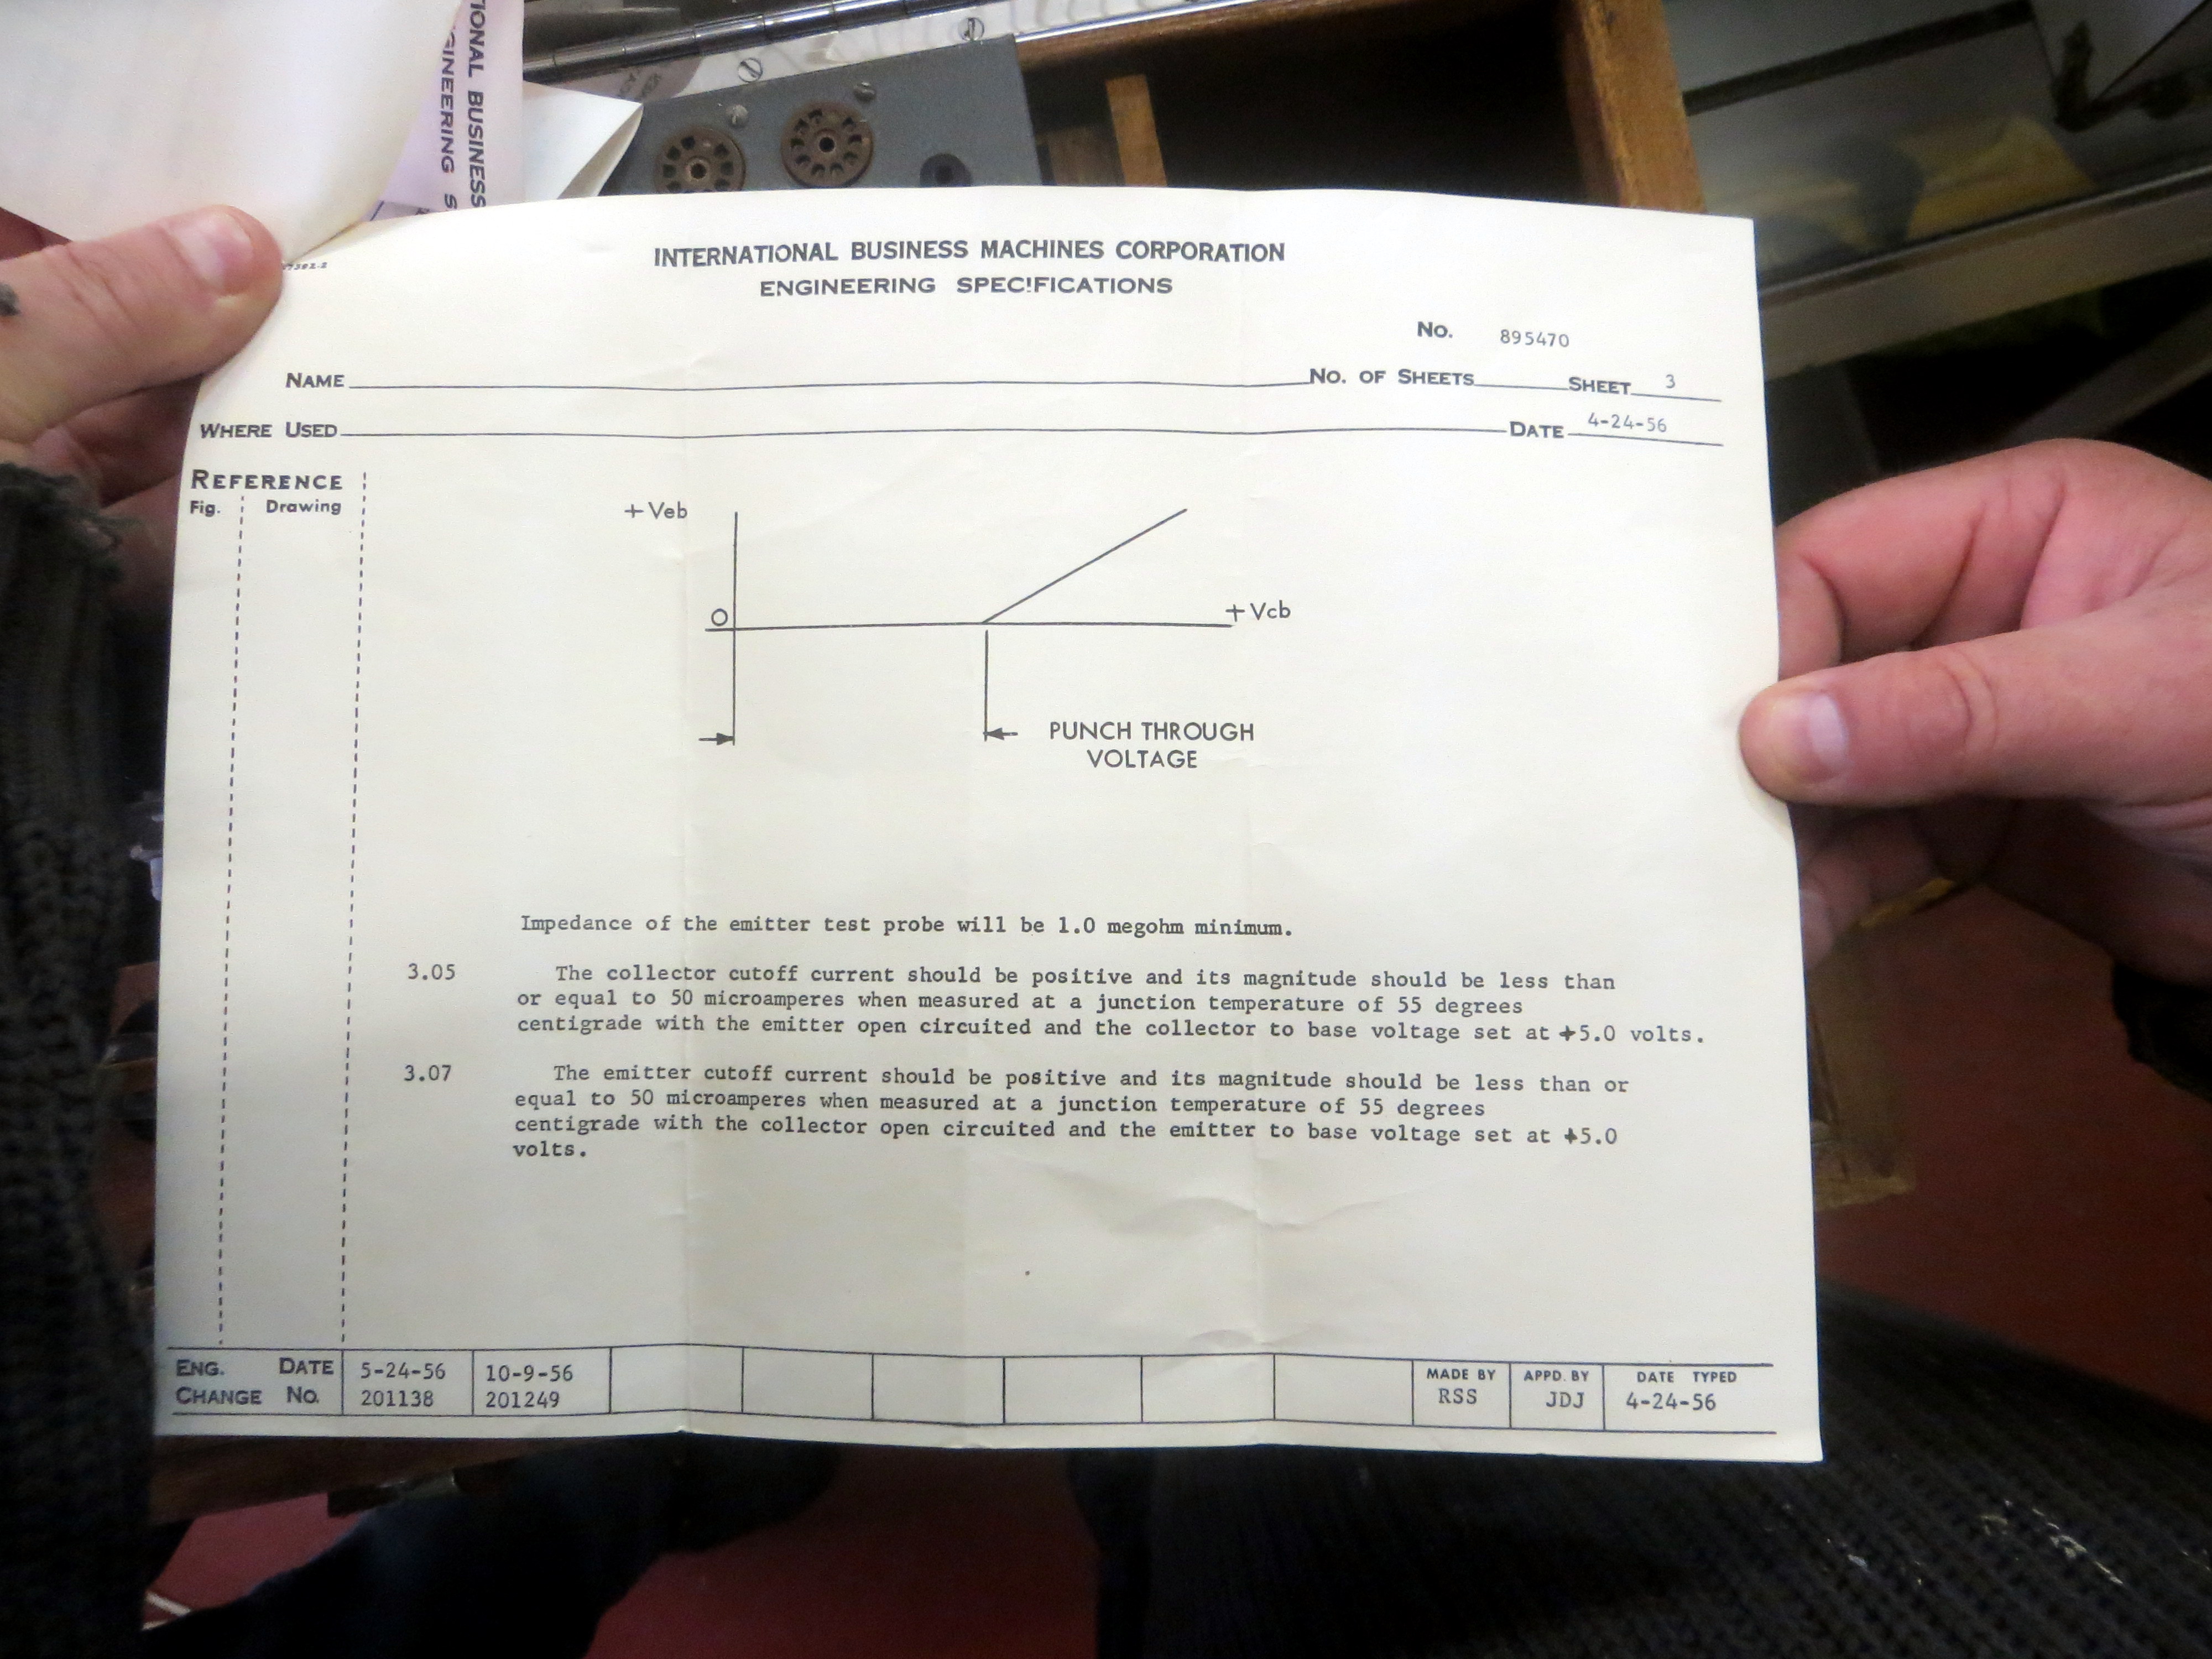 IONAL BUSINESS
GINEERING S
INTERNATIONAL BUSINESS MACHINES CORPORATION
ENGINEERING SPECIFICATIONS
No. 895470
NAME No. OF SHEETS SHEET 3
WHERE USED DATE 4-24-56
REFERENCE
Fig. Drawing
+Veb
O
+Vcb
PUNCH THROUGH
VOLTAGE
Impedance of the emitter test probe will be 1.0 megohm minimum.
3.05 The collector cutoff current should be positive and its magnitude should be less than
or equal to 50 microamperes when measured at a junction temperature of 55 degrees
centigrade with the emitter open circuited and the collector to base voltage set at +5.0 volts.
3.07 The emitter cutoff current should be positive and its magnitude should be less than or
equal to 50 microamperes when measured at a junction temperature of 55 degrees
centigrade with the collector open circuited and the emitter to base voltage set at +5.0
volts.
ENG. DATE 5-24-56 10-9-56 MADE BY APPD. BY DATE TYPED
CHANGE No. 201138 201249 RSS JDJ 4-24-56